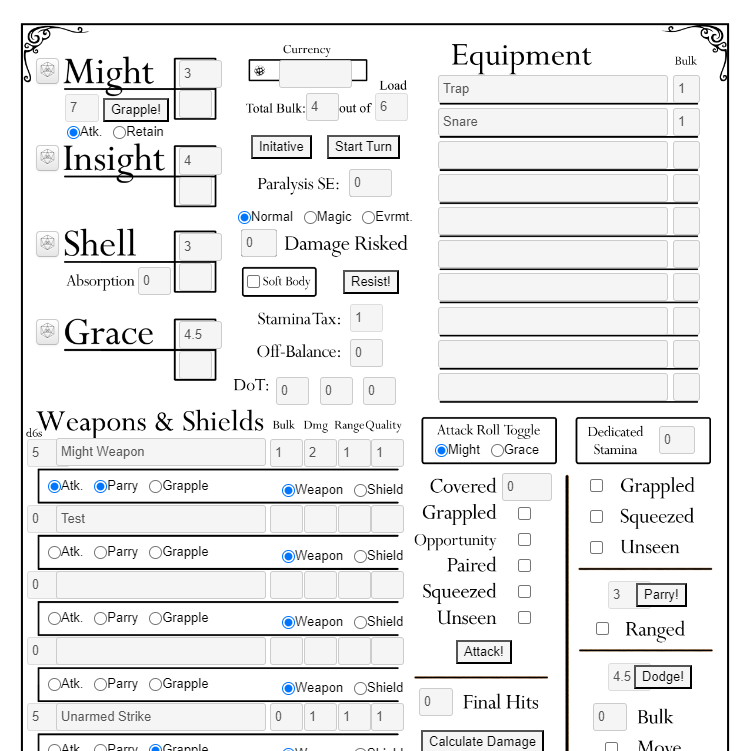 Might
3
7
Grapple!
Atk.
Retain
Insight
4
Shell
3
Absorption 0
Grace
4.5
Currency
Load
Total Bulk: 4 out of 6
Initative
Start Turn
Paralysis SE: 0
Normal Magic Evrmt.
0 Damage Risked
Soft Body
Resist!
Stamina Tax: 1
Off-Balance: 0
DoT: 0 0 0
Equipment
Bulk
Trap 1
Snare 1
Weapons & Shields
d6s
Bulk Dmg Range Quality
5 Might Weapon 1 2 1 1
Atk. Parry Grapple Weapon Shield
0 Test
Atk. Parry Grapple Weapon Shield
0
Atk. Parry Grapple Weapon Shield
0
Atk. Parry Grapple Weapon Shield
5 Unarmed Strike 0 1 1 1
Atk. Parry Grapple Weapon Shield
Attack Roll Toggle
Might Grace
Covered 0
Grappled
Opportunity
Paired
Squeezed
Unseen
Attack!
0 Final Hits
Calculate Damage
Dedicated
Stamina
0
Grappled
Squeezed
Unseen
3 Parry!
Ranged
4.5 Dodge!
0 Bulk
Move